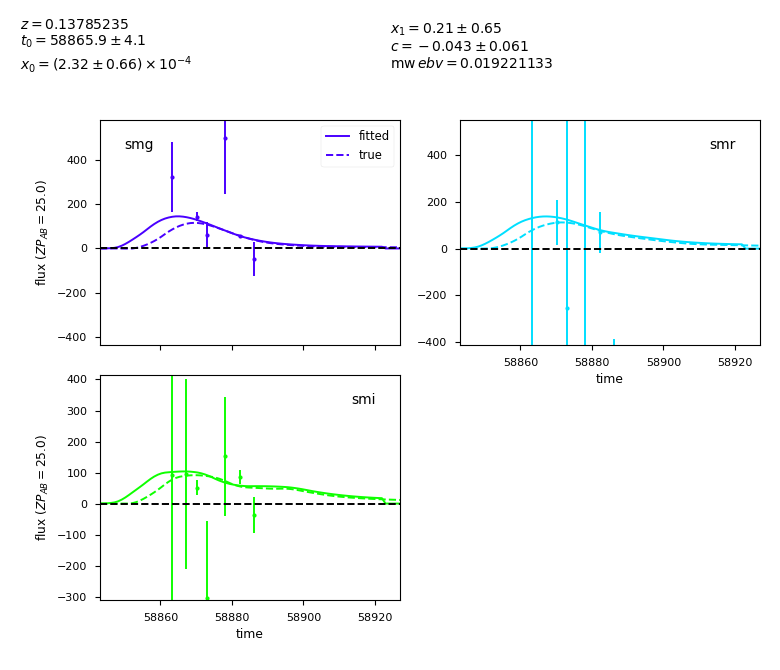 z = 0.13785235
t₀ = 58865.9 ± 4.1
x₀ = (2.32 ± 0.66) × 10⁻⁴
x₁ = 0.21 ± 0.65
c = −0.043 ± 0.061
mw ebv = 0.019221133
smg
fitted
true
400
200
0
−200
−400
flux (ZP_AB = 25.0)
smr
400
200
0
−200
−400
58860 58880 58900 58920
time
smi
400
300
200
100
0
−100
−200
−300
flux (ZP_AB = 25.0)
58860 58880 58900 58920
time